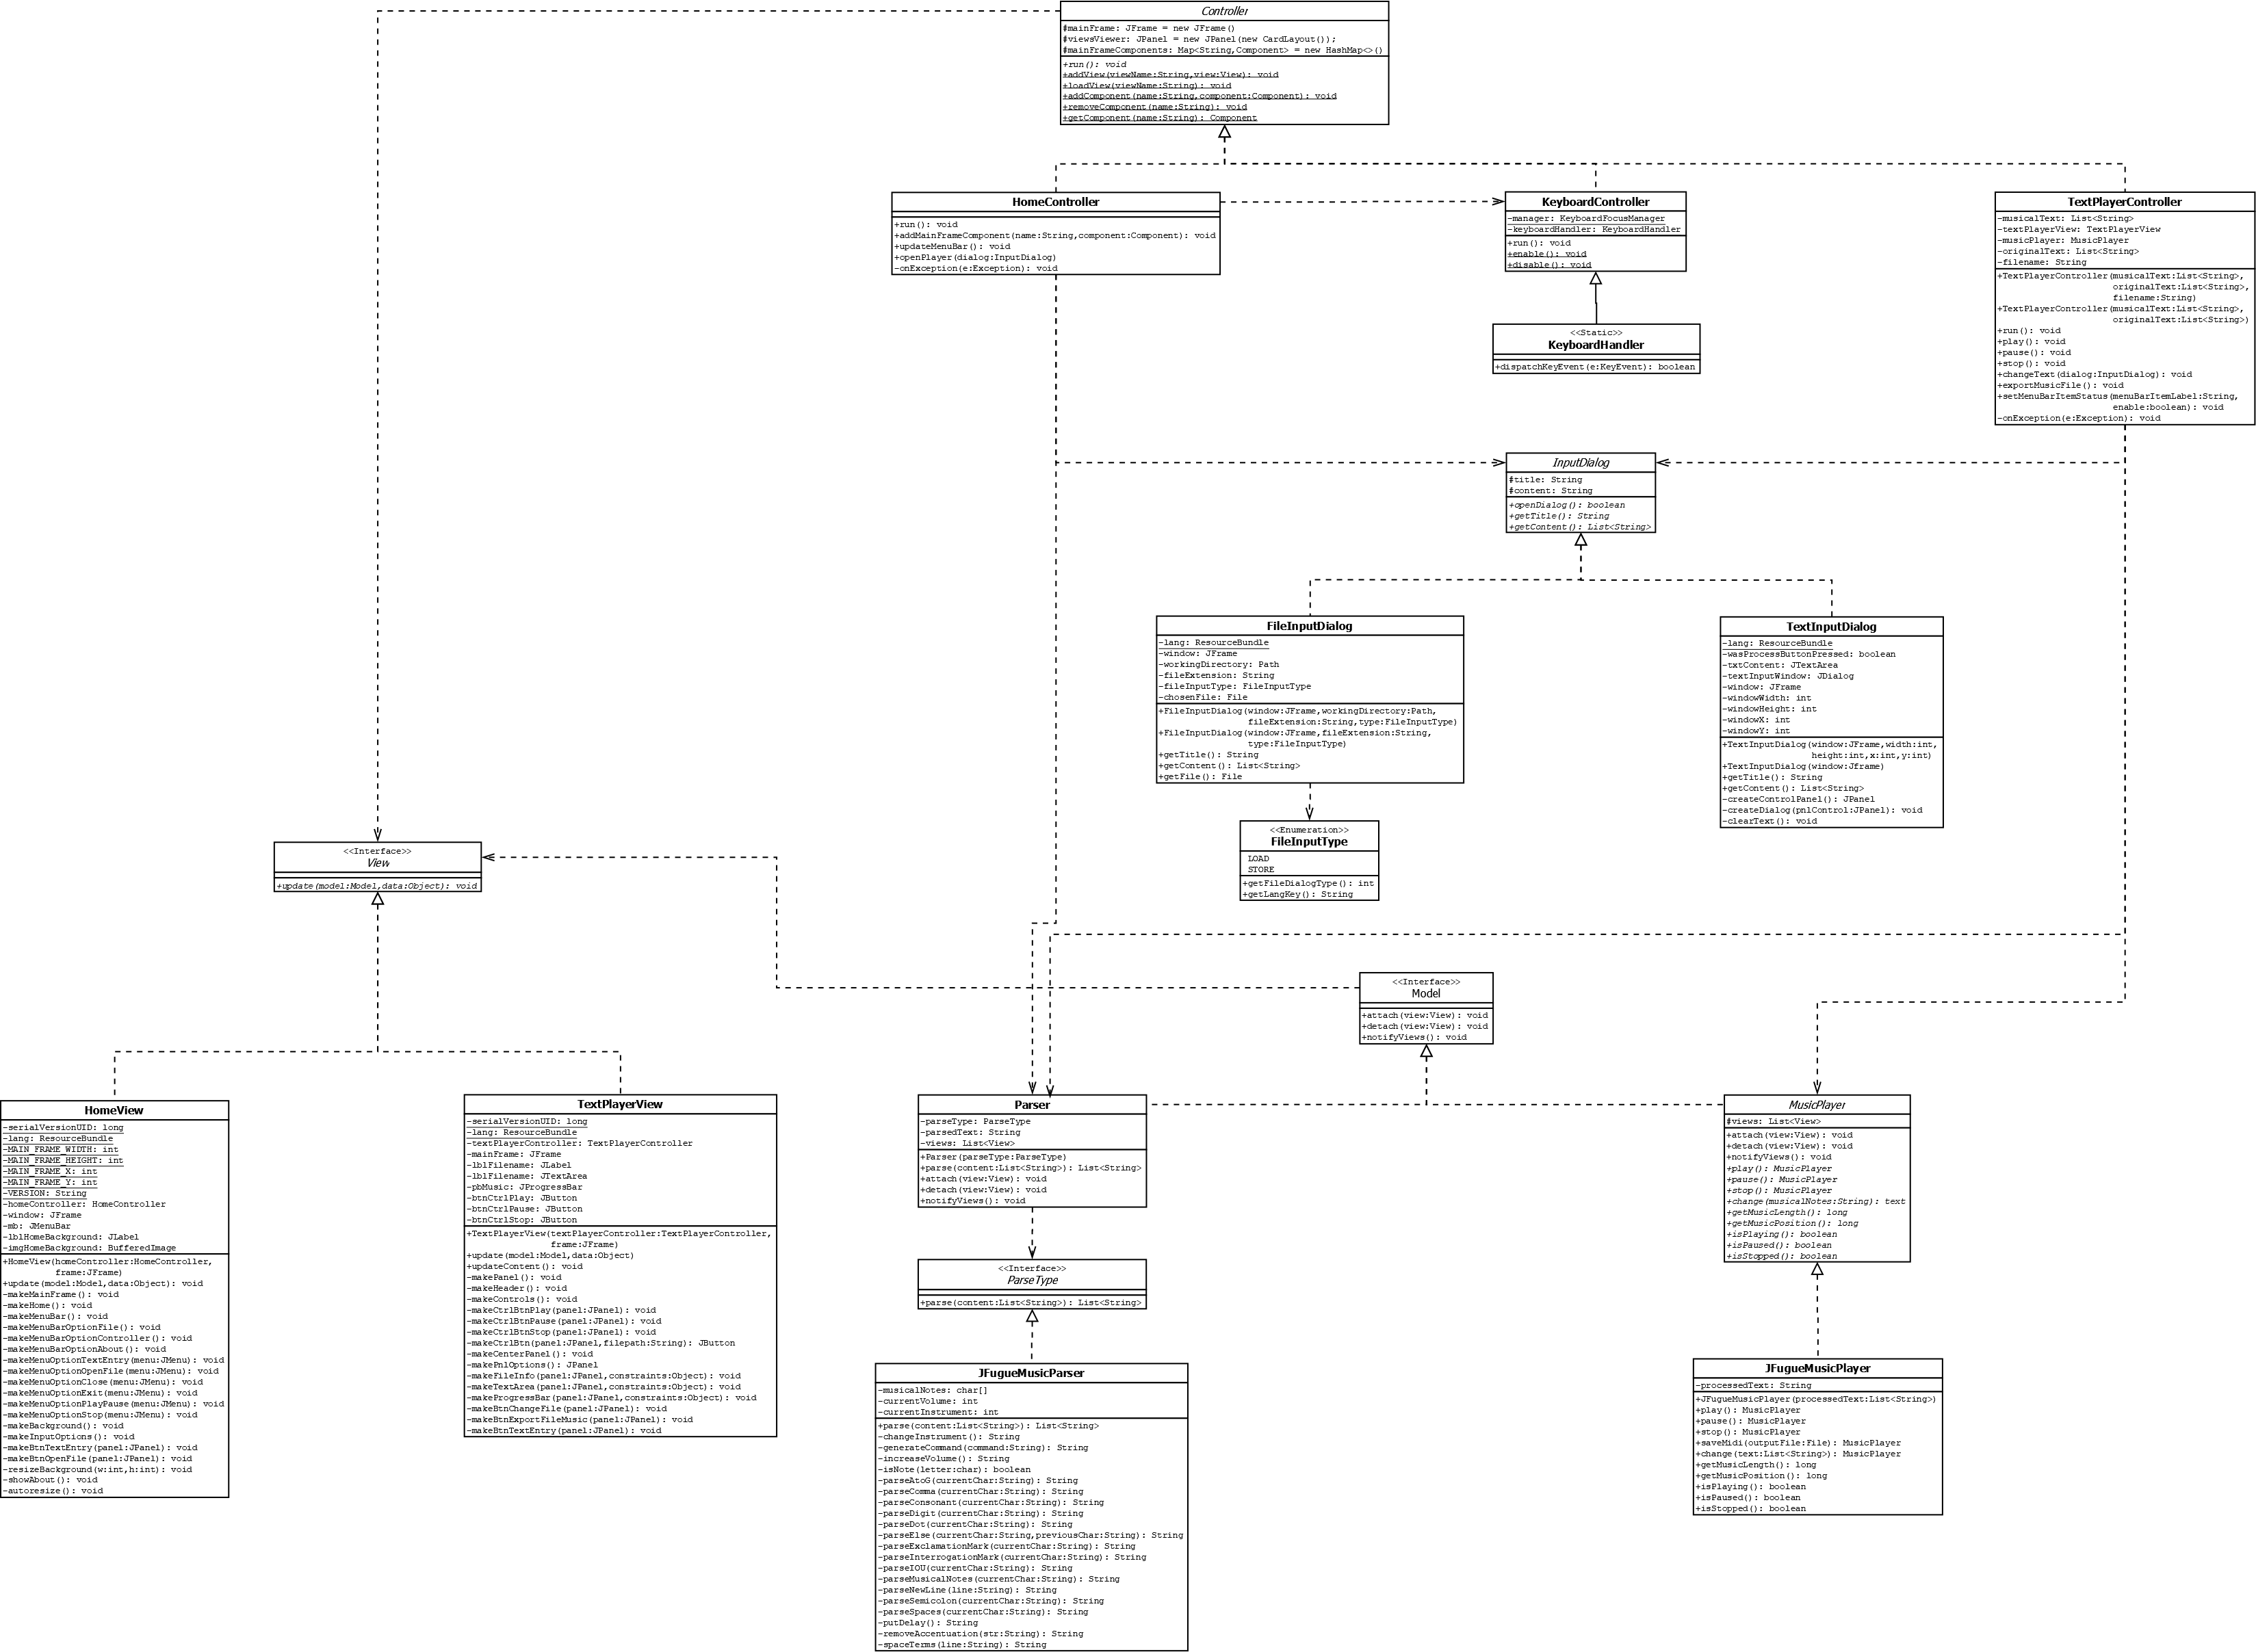 Controller
#mainFrame: JFrame = new JFrame()
#viewsViewer: JPanel = new JPanel(new CardLayout());
#mainFrameComponents: Map<String,Component> = new HashMap<>()
+run(): void
+addView(viewName:String,view:View): void
+loadView(viewName:String): void
+addComponent(name:String,component:Component): void
+removeComponent(name:String): void
+getComponent(name:String): Component
HomeController
+run(): void
+addMainFrameComponent(name:String,component:Component): void
+updateMenuBar(): void
+openPlayer(dialog:InputDialog)
-onException(e:Exception): void
KeyboardController
-manager: KeyboardFocusManager
-keyboardHandler: KeyboardHandler
+run(): void
+enable(): void
+disable(): void
<<Static>>
KeyboardHandler
+dispatchKeyEvent(e:KeyEvent): boolean
TextPlayerController
-musicalText: List<String>
-textPlayerView: TextPlayerView
-musicPlayer: MusicPlayer
-originalText: List<String>
-filename: String
+TextPlayerController(musicalText:List<String>,
originalText:List<String>,
filename:String)
+TextPlayerController(musicalText:List<String>,
originalText:List<String>)
+run(): void
+play(): void
+pause(): void
+stop(): void
+changeText(dialog:InputDialog): void
+exportMusicFile(): void
+setMenuBarItemStatus(menuBarItemLabel:String,
enable:boolean): void
-onException(e:Exception): void
InputDialog
#title: String
#content: String
+openDialog(): boolean
+getTitle(): String
+getContent(): List<String>
FileInputDialog
-lang: ResourceBundle
-window: JFrame
-workingDirectory: Path
-fileExtension: String
-fileInputType: FileInputType
-chosenFile: File
+FileInputDialog(window:JFrame,workingDirectory:Path,
fileExtension:String,type:FileInputType)
+FileInputDialog(window:JFrame,fileExtension:String,
type:FileInputType)
+getTitle(): String
+getContent(): List<String>
+getFile(): File
TextInputDialog
-lang: ResourceBundle
-wasProcessButtonPressed: boolean
-txtContent: JTextArea
-textInputWindow: JDialog
-window: JFrame
-windowWidth: int
-windowHeight: int
-windowX: int
-windowY: int
+TextInputDialog(window:JFrame,width:int,
height:int,x:int,y:int)
+TextInputDialog(window:Jframe)
+getTitle(): String
+getContent(): List<String>
-createControlPanel(): JPanel
-createDialog(pnlControl:JPanel): void
-clearText(): void
<<Enumeration>>
FileInputType
LOAD
STORE
+getFileDialogType(): int
+getLangKey(): String
<<Interface>>
View
+update(model:Model,data:Object): void
<<Interface>>
Model
+attach(view:View): void
+detach(view:View): void
+notifyViews(): void
HomeView
-serialVersionUID: long
-lang: ResourceBundle
-MAIN_FRAME_WIDTH: int
-MAIN_FRAME_HEIGHT: int
-MAIN_FRAME_X: int
-MAIN_FRAME_Y: int
-VERSION: String
-homeController: HomeController
-window: JFrame
-mb: JMenuBar
-lblHomeBackground: JLabel
-imgHomeBackground: BufferedImage
+HomeView(homeController:HomeController,
frame:JFrame)
+update(model:Model,data:Object): void
-makeMainFrame(): void
-makeHome(): void
-makeMenuBar(): void
-makeMenuBarOptionFile(): void
-makeMenuBarOptionController(): void
-makeMenuBarOptionAbout(): void
-makeMenuOptionTextEntry(menu:JMenu): void
-makeMenuOptionOpenFile(menu:JMenu): void
-makeMenuOptionClose(menu:JMenu): void
-makeMenuOptionExit(menu:JMenu): void
-makeMenuOptionPlayPause(menu:JMenu): void
-makeMenuOptionStop(menu:JMenu): void
-makeBackground(): void
-makeInputOptions(): void
-makeBtnTextEntry(panel:JPanel): void
-makeBtnOpenFile(panel:JPanel): void
-resizeBackground(w:int,h:int): void
-showAbout(): void
-autoresize(): void
TextPlayerView
-serialVersionUID: long
-lang: ResourceBundle
-textPlayerController: TextPlayerController
-mainFrame: JFrame
-lblFilename: JLabel
-lblFilename: JTextArea
-pbMusic: JProgressBar
-btnCtrlPlay: JButton
-btnCtrlPause: JButton
-btnCtrlStop: JButton
+TextPlayerView(textPlayerController:TextPlayerController,
frame:JFrame)
+update(model:Model,data:Object)
+updateContent(): void
-makePanel(): void
-makeHeader(): void
-makeControls(): void
-makeCtrlBtnPlay(panel:JPanel): void
-makeCtrlBtnPause(panel:JPanel): void
-makeCtrlBtnStop(panel:JPanel): void
-makeCtrlBtn(panel:JPanel,filepath:String): JButton
-makeCenterPanel(): void
-makePnlOptions(): JPanel
-makeFileInfo(panel:JPanel,constraints:Object): void
-makeTextArea(panel:JPanel,constraints:Object): void
-makeProgressBar(panel:JPanel,constraints:Object): void
-makeBtnChangeFile(panel:JPanel): void
-makeBtnExportFileMusic(panel:JPanel): void
-makeBtnTextEntry(panel:JPanel): void
Parser
-parseType: ParseType
-parsedText: String
-views: List<View>
+Parser(parseType:ParseType)
+parse(content:List<String>): List<String>
+attach(view:View): void
+detach(view:View): void
+notifyViews(): void
<<Interface>>
ParseType
+parse(content:List<String>): List<String>
JFugueMusicParser
-musicalNotes: char[]
-currentVolume: int
-currentInstrument: int
+parse(content:List<String>): List<String>
-changeInstrument(): String
-generateCommand(command:String): String
-increaseVolume(): String
-isNote(letter:char): boolean
-parseAtoG(currentChar:String): String
-parseComma(currentChar:String): String
-parseConsonant(currentChar:String): String
-parseDigit(currentChar:String): String
-parseDot(currentChar:String): String
-parseElse(currentChar:String,previousChar:String): String
-parseExclamationMark(currentChar:String): String
-parseInterrogationMark(currentChar:String): String
-parseIOU(currentChar:String): String
-parseMusicalNotes(currentChar:String): String
-parseNewLine(line:String): String
-parseSemicolon(currentChar:String): String
-parseSpaces(currentChar:String): String
-putDelay(): String
-removeAccentuation(str:String): String
-spaceTerms(line:String): String
MusicPlayer
#views: List<View>
+attach(view:View): void
+detach(view:View): void
+notifyViews(): void
+play(): MusicPlayer
+pause(): MusicPlayer
+stop(): MusicPlayer
+change(musicalNotes:String): text
+getMusicLength(): long
+getMusicPosition(): long
+isPlaying(): boolean
+isPaused(): boolean
+isStopped(): boolean
JFugueMusicPlayer
-processedText: String
+JFugueMusicPlayer(processedText:List<String>)
+play(): MusicPlayer
+pause(): MusicPlayer
+stop(): MusicPlayer
+saveMidi(outputFile:File): MusicPlayer
+change(text:List<String>): MusicPlayer
+getMusicLength(): long
+getMusicPosition(): long
+isPlaying(): boolean
+isPaused(): boolean
+isStopped(): boolean